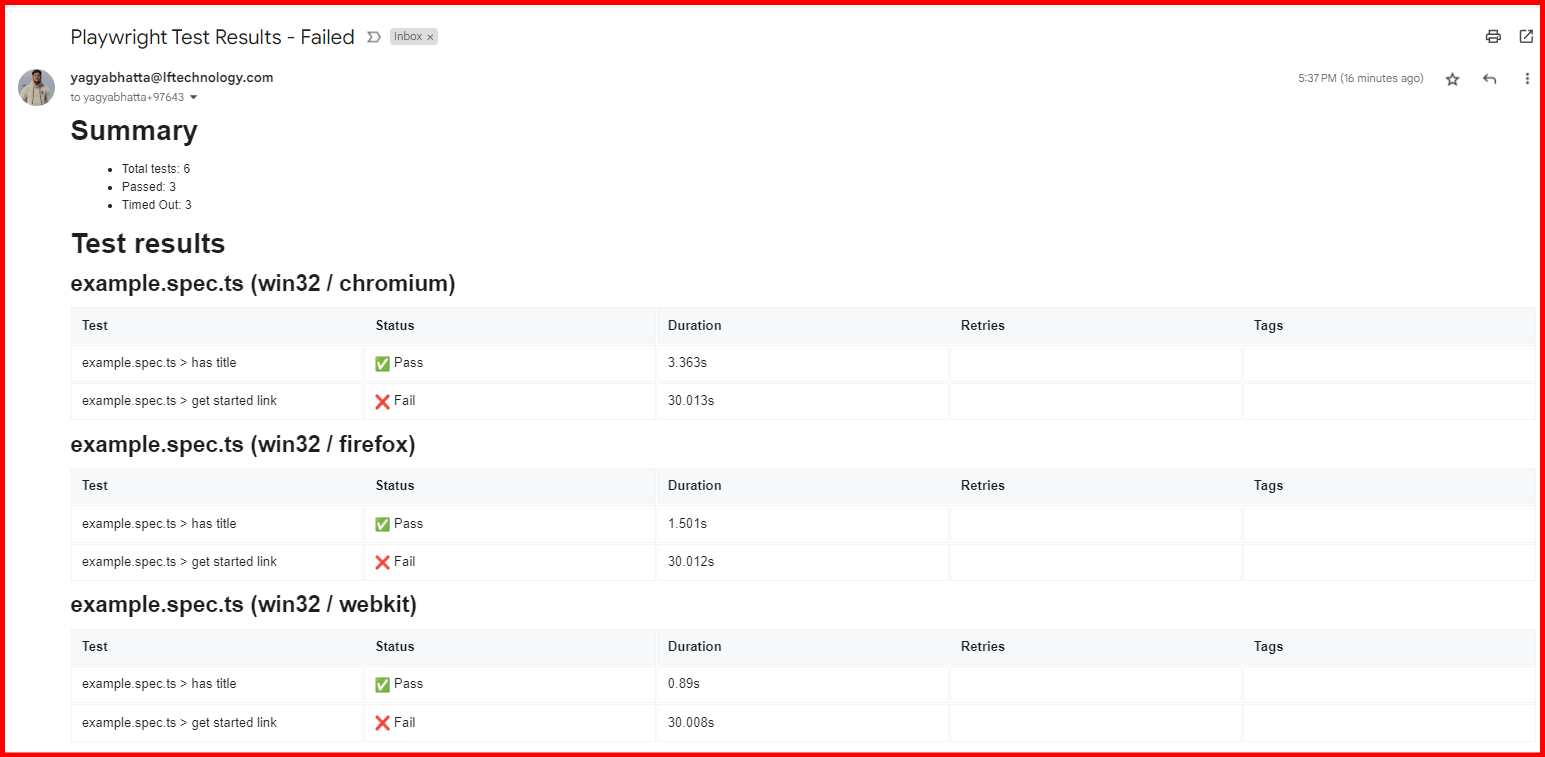 Playwright Test Results - Failed Inbox ×
yagyabhatta@lftechnology.com 5:37 PM (16 minutes ago)
to yagyabhatta+97643
Summary
• Total tests: 6
• Passed: 3
• Timed Out: 3
Test results
example.spec.ts (win32 / chromium)
Test Status Duration Retries Tags
example.spec.ts > has title ✅ Pass 3.363s
example.spec.ts > get started link ❌ Fail 30.013s
example.spec.ts (win32 / firefox)
Test Status Duration Retries Tags
example.spec.ts > has title ✅ Pass 1.501s
example.spec.ts > get started link ❌ Fail 30.012s
example.spec.ts (win32 / webkit)
Test Status Duration Retries Tags
example.spec.ts > has title ✅ Pass 0.89s
example.spec.ts > get started link ❌ Fail 30.008s